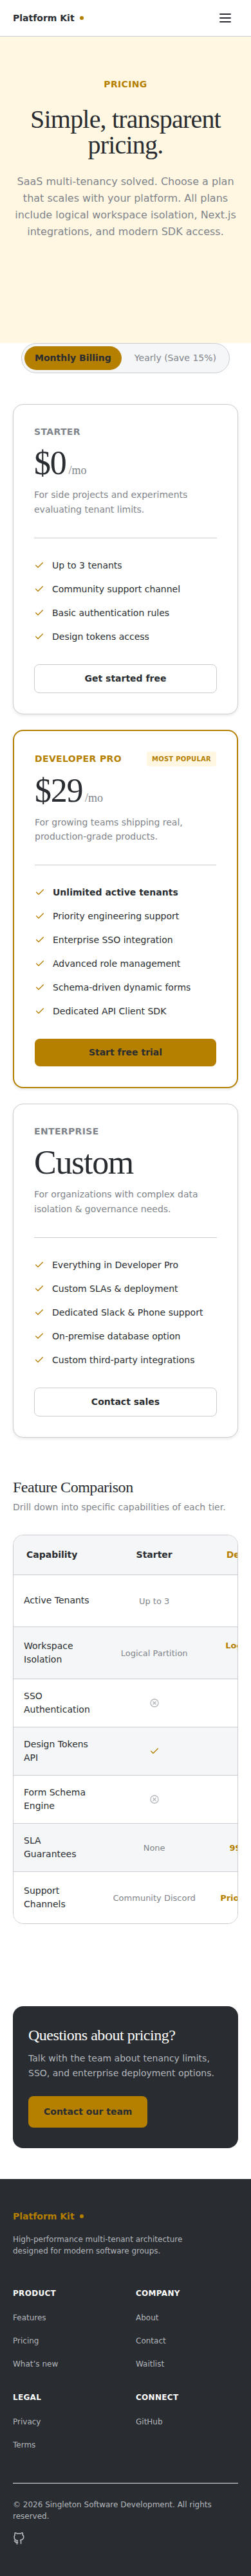 Platform Kit
PRICING
Simple, transparent
pricing.
SaaS multi-tenancy solved. Choose a plan
that scales with your platform. All plans
include logical workspace isolation, Next.js
integrations, and modern SDK access.
Monthly Billing Yearly (Save 15%)
STARTER
$0 /mo
For side projects and experiments
evaluating tenant limits.
Up to 3 tenants
Community support channel
Basic authentication rules
Design tokens access
Get started free
DEVELOPER PRO MOST POPULAR
$29 /mo
For growing teams shipping real,
production-grade products.
Unlimited active tenants
Priority engineering support
Enterprise SSO integration
Advanced role management
Schema-driven dynamic forms
Dedicated API Client SDK
Start free trial
ENTERPRISE
Custom
For organizations with complex data
isolation & governance needs.
Everything in Developer Pro
Custom SLAs & deployment
Dedicated Slack & Phone support
On-premise database option
Custom third-party integrations
Contact sales
Feature Comparison
Drill down into specific capabilities of each tier.
Capability Starter
Active Tenants Up to 3
Workspace
Isolation Logical Partition
SSO
Authentication
Design Tokens
API
Form Schema
Engine
SLA
Guarantees None
Support
Channels Community Discord
Questions about pricing?
Talk with the team about tenancy limits,
SSO, and enterprise deployment options.
Contact our team
Platform Kit
High-performance multi-tenant architecture
designed for modern software groups.
PRODUCT COMPANY
Features About
Pricing Contact
What's new Waitlist
LEGAL CONNECT
Privacy GitHub
Terms
© 2026 Singleton Software Development. All rights
reserved.